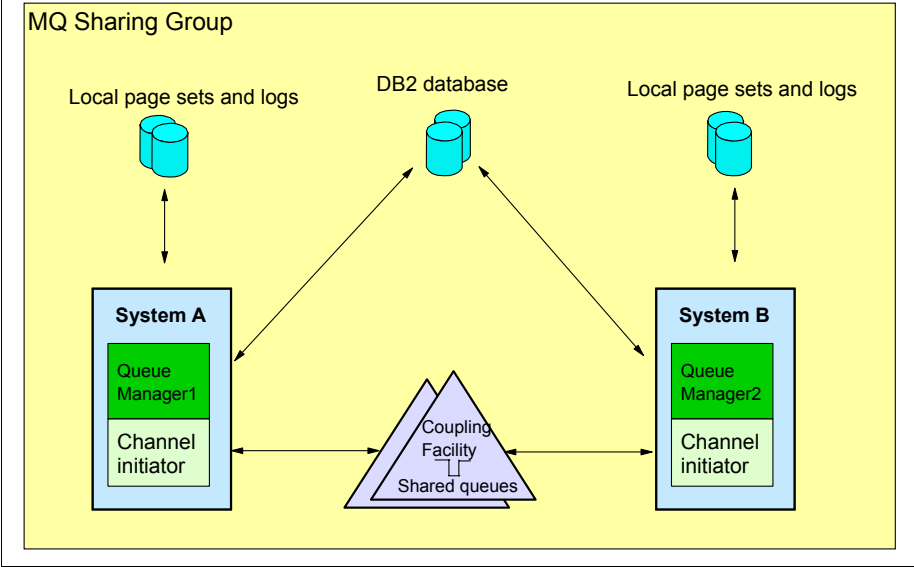 MQ Sharing Group
Local page sets and logs
DB2 database
Local page sets and logs
System A
Queue
Manager1
Channel
initiator
Coupling
Facility
Shared queues
System B
Queue
Manager2
Channel
initiator